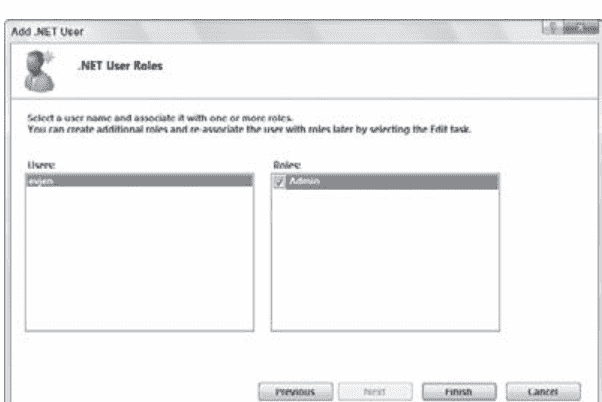 Add .NET User
.NET User Roles
Select a user name and associate it with one or more roles.
You can create additional roles and re-associate the user with roles later by selecting the Edit task.
Users:
Roles:
evjen
Admin
Previous
Next
Finish
Cancel